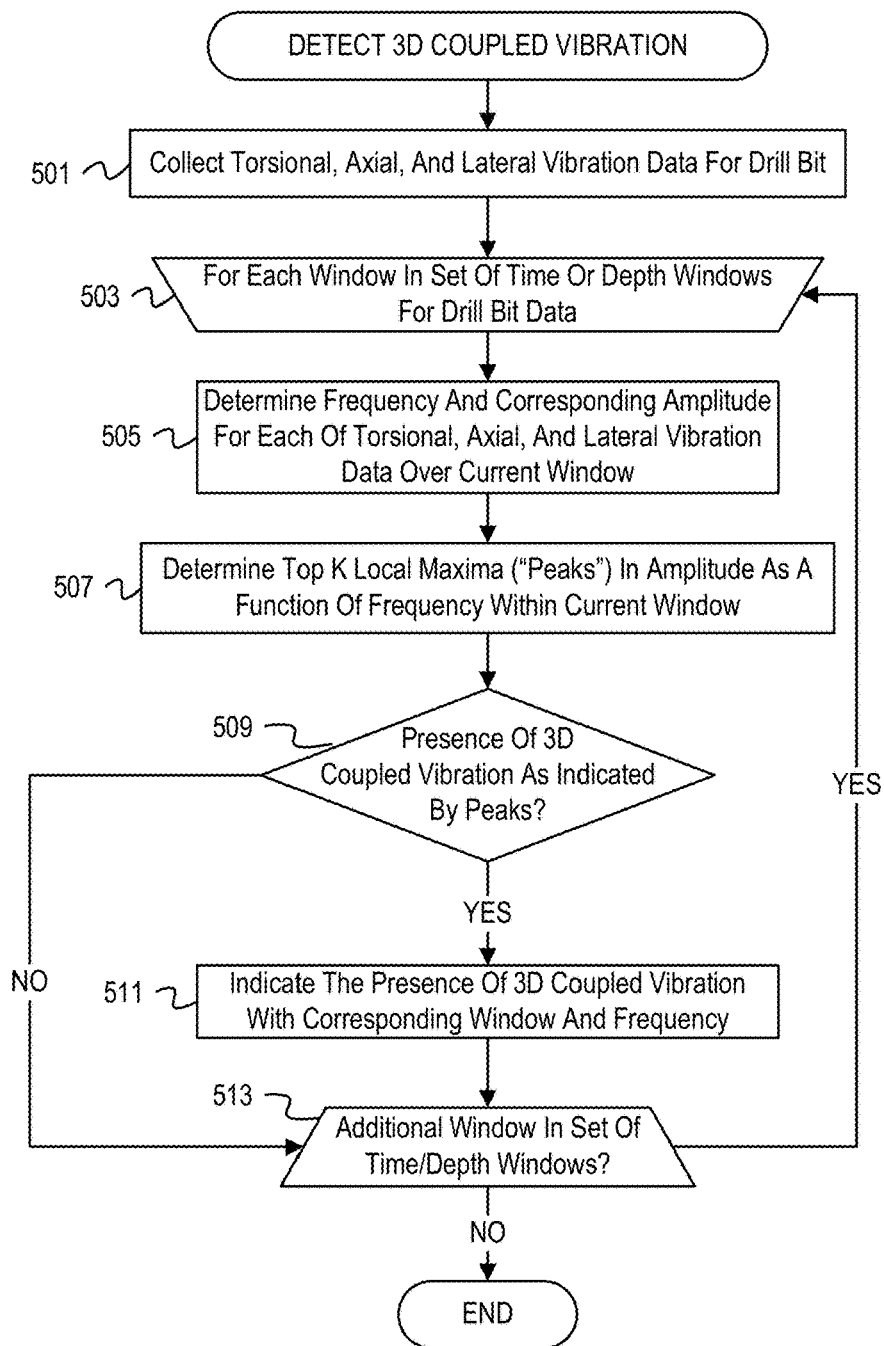 DETECT 3D COUPLED VIBRATION
501
Collect Torsional, Axial, And Lateral Vibration Data For Drill Bit
503
For Each Window In Set Of Time Or Depth Windows
For Drill Bit Data
505
Determine Frequency And Corresponding Amplitude
For Each Of Torsional, Axial, And Lateral Vibration
Data Over Current Window
507
Determine Top K Local Maxima (“Peaks”) In Amplitude As A
Function Of Frequency Within Current Window
509
Presence Of 3D
Coupled Vibration As Indicated
By Peaks?
YES
YES
NO
511
Indicate The Presence Of 3D Coupled Vibration
With Corresponding Window And Frequency
513
Additional Window In Set Of
Time/Depth Windows?
NO
END